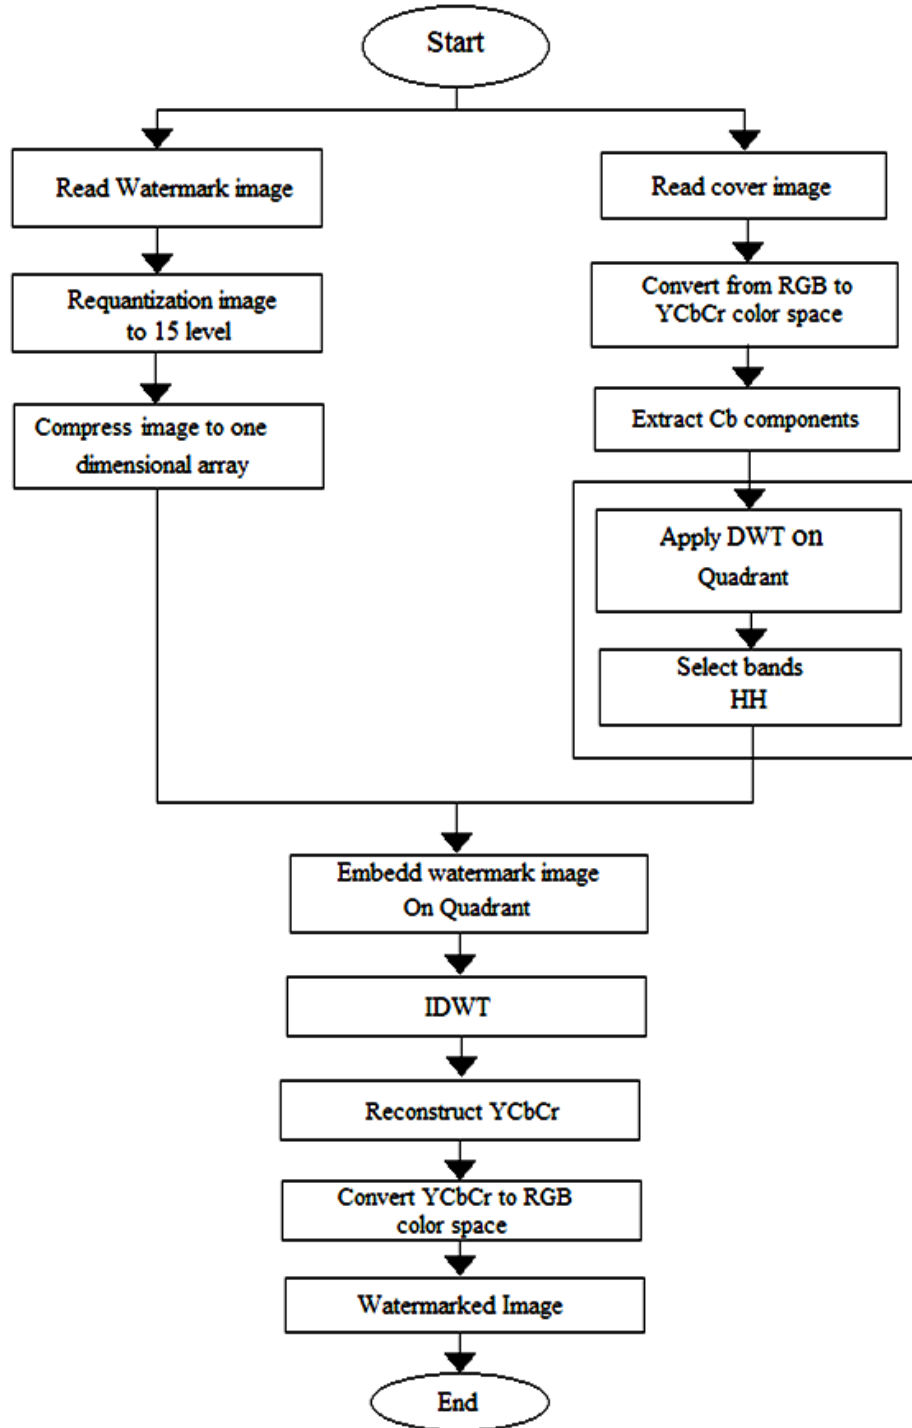 Start
Read Watermark image
Requantization image
to 15 level
Compress image to one
dimensional array
Read cover image
Convert from RGB to
YCbCr color space
Extract Cb components
Apply DWT on
Quadrant
Select bands
HH
Embedd watermark image
On Quadrant
IDWT
Reconstruct YCbCr
Convert YCbCr to RGB
color space
Watermarked Image
End